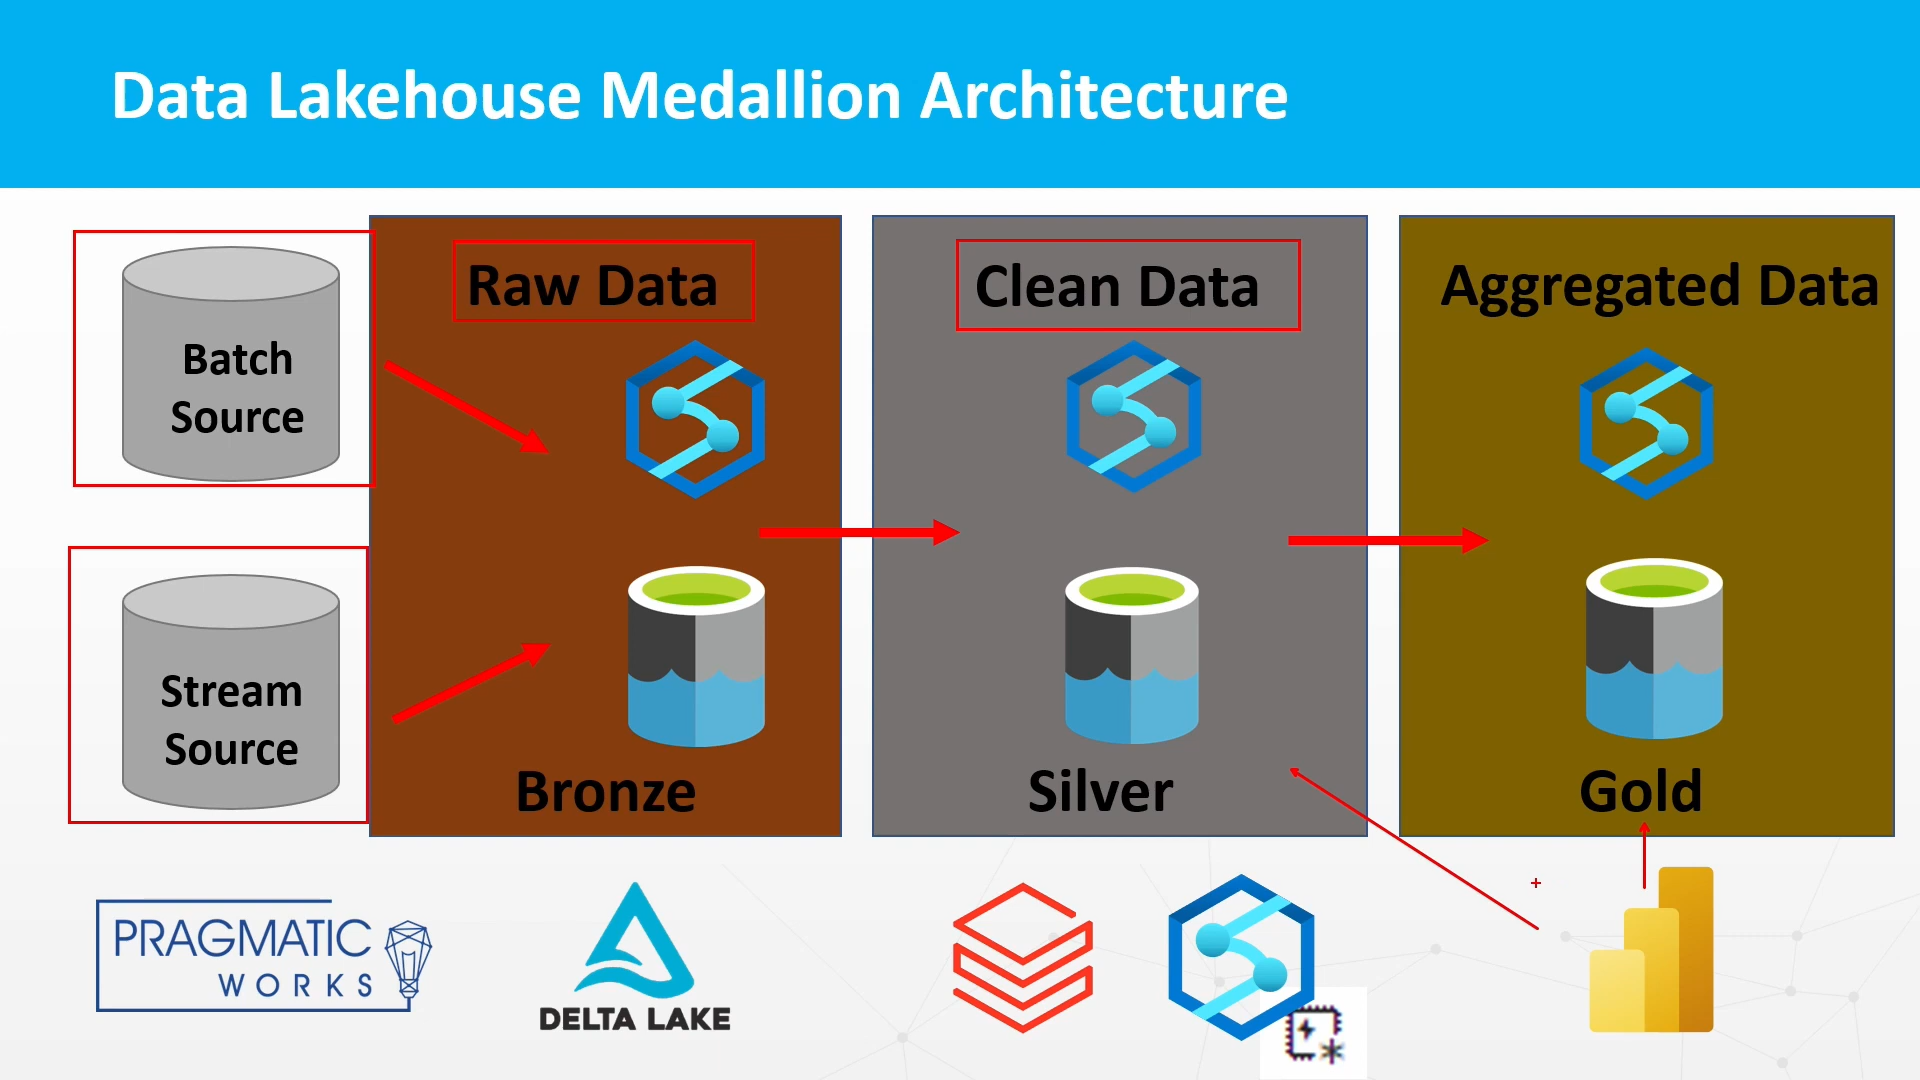 Data Lakehouse Medallion Architecture
Batch
Source
Stream
Source
Raw Data
Bronze
Clean Data
Silver
Aggregated Data
Gold
PRAGMATIC
WORKS
DELTA LAKE